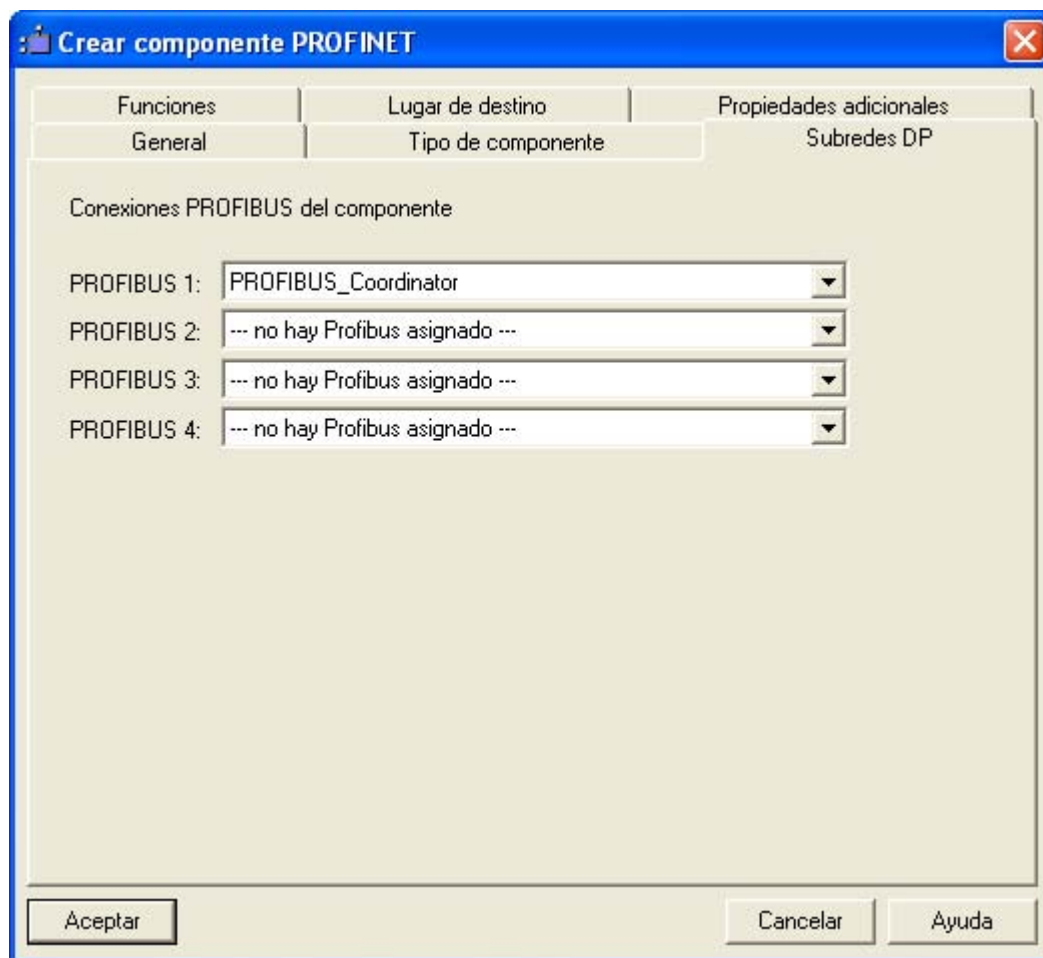 Crear componente PROFINET
Funciones Lugar de destino Propiedades adicionales
General Tipo de componente Subredes DP
Conexiones PROFIBUS del componente
PROFIBUS 1: PROFIBUS_Coordinator
PROFIBUS 2: --- no hay Profibus asignado ---
PROFIBUS 3: --- no hay Profibus asignado ---
PROFIBUS 4: --- no hay Profibus asignado ---
Aceptar Cancelar Ayuda